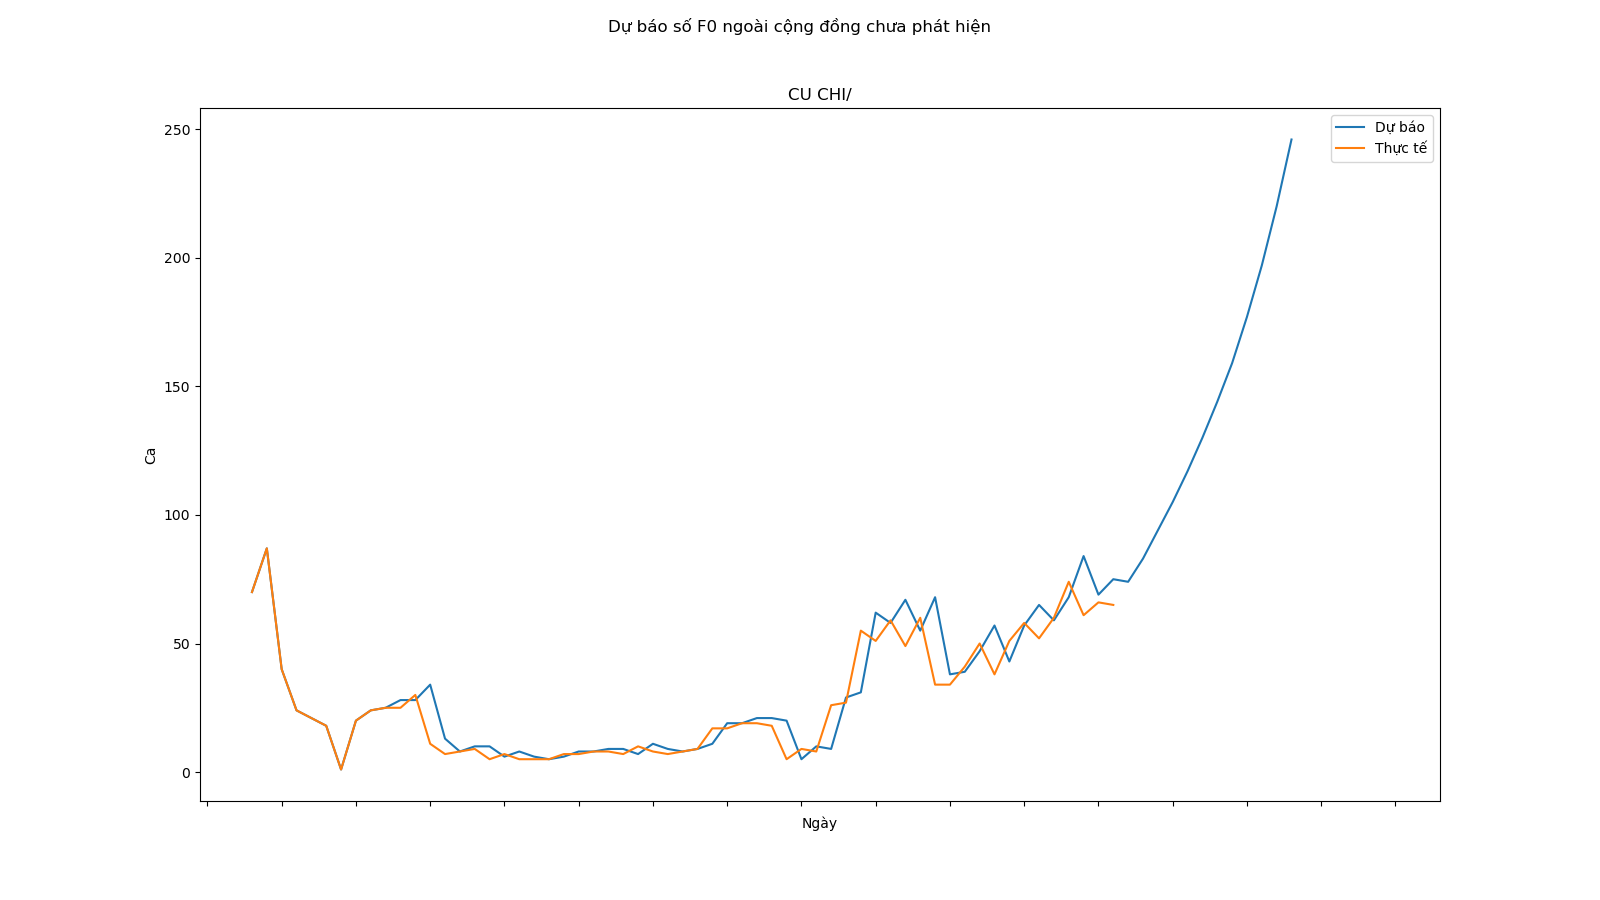 Dự báo số F0 ngoài cộng đồng chưa phát hiện
CU CHI/
Dự báo
Thực tế
250
200
150
100
50
0
Ca
Ngày